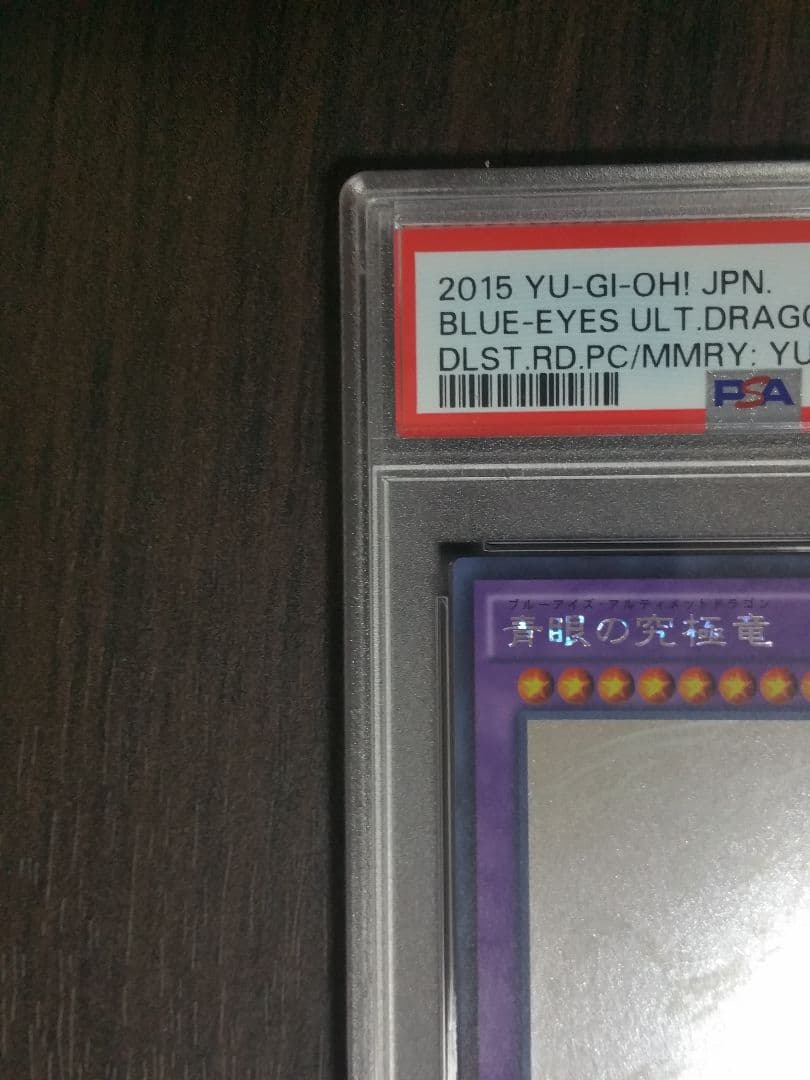 2015 YU-GI-OH! JPN.
BLUE-EYES ULT.DRAGO
DLST.RD.PC/MMRY: YU
PSA
ブルーアイズ・アルティメットドラゴン
青眼の究極竜